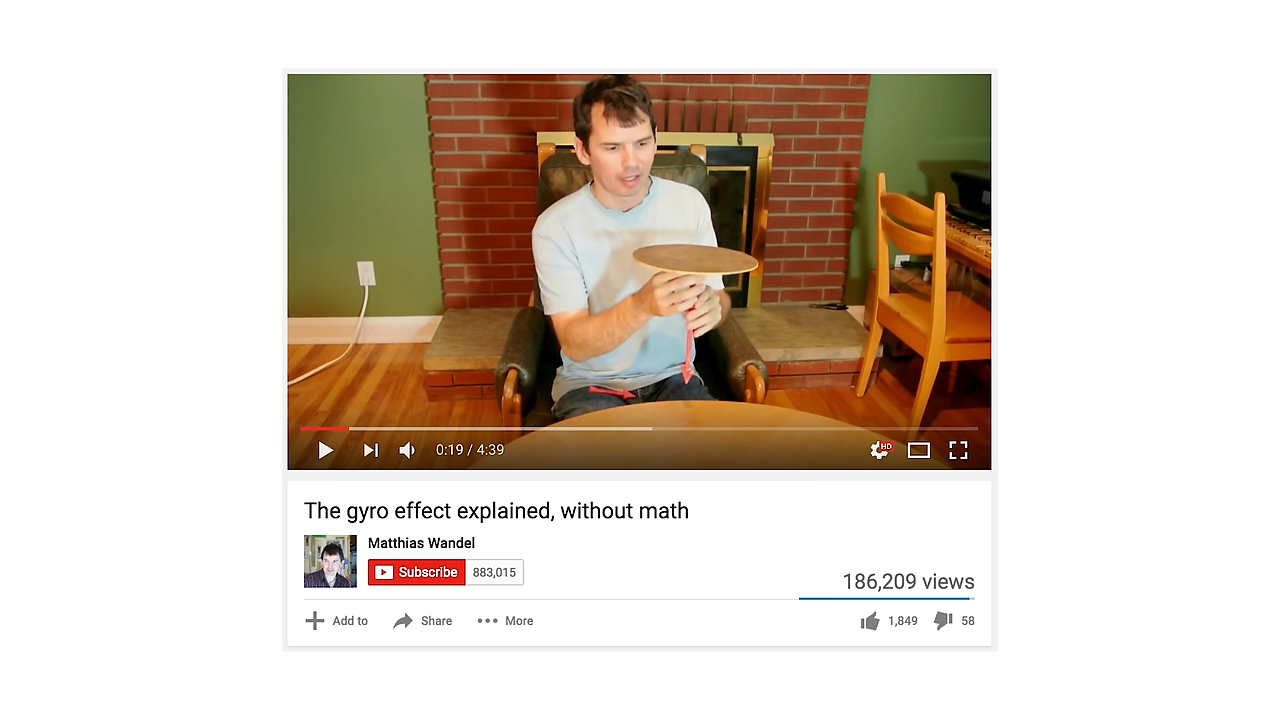 0:19 / 4:39
HD
The gyro effect explained, without math
Matthias Wandel
Subscribe 883,015
186,209 views
Add to Share More 1,849 58